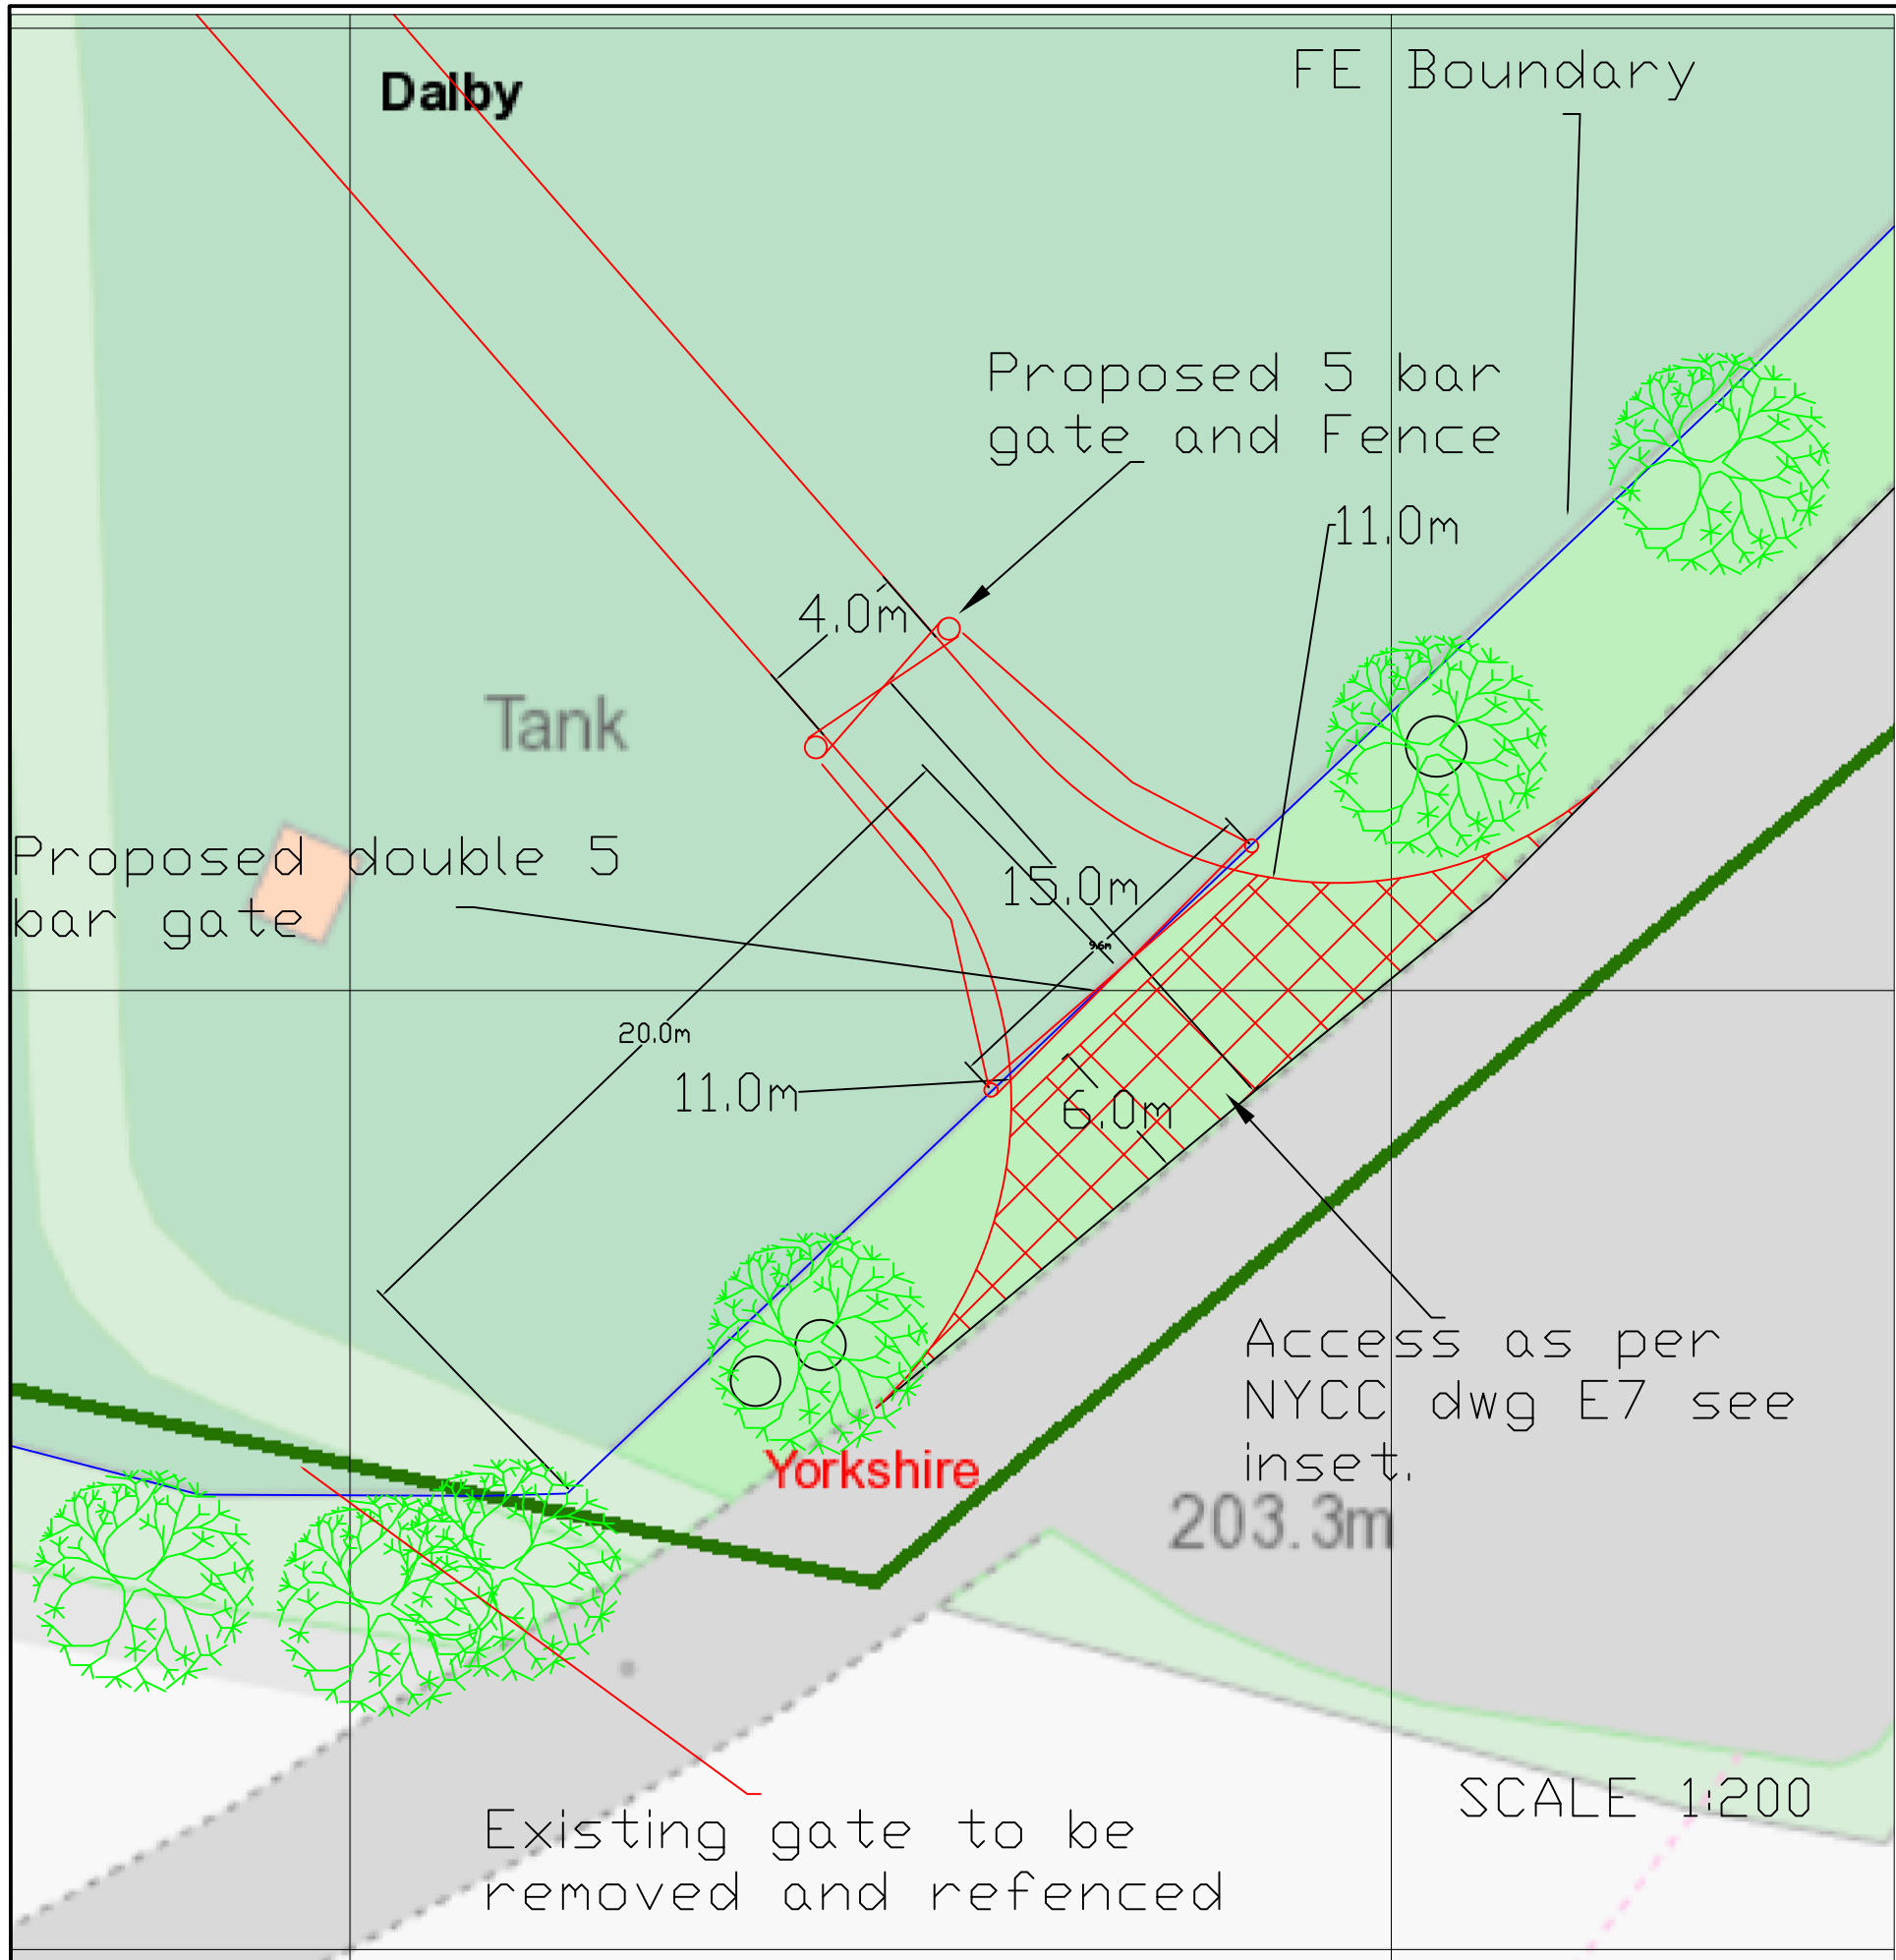 Dalby
FE Boundary
Proposed 5 bar
gate and Fence
11.0m
4.0m
Tank
Proposed double 5
bar gate
15.0m
9.6m
20.0m
11.0m
6.0m
Access as per
NYCC dwg E7 see
inset.
Yorkshire
203.3m
SCALE 1:200
Existing gate to be
removed and refenced